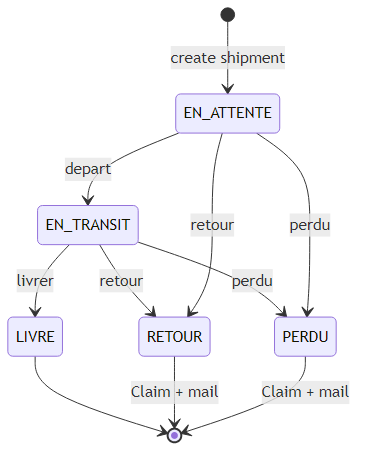 create shipment
EN_ATTENTE
depart
EN_TRANSIT
retour
perdu
livrer
retour
perdu
LIVRE
RETOUR
PERDU
Claim + mail
Claim + mail